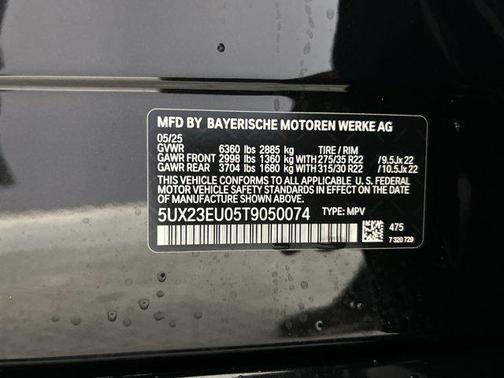 MFD BY BAYERISCHE MOTOREN WERKE AG
05/25
GVWR 6360 lbs 2885 kg TIRE / RIM
GAWR FRONT 2998 lbs 1360 kg WITH 275/35 R22 / 9.5Jx 22
GAWR REAR 3704 lbs 1680 kg WITH 315/30 R22 / 10.5Jx 22
THIS VEHICLE CONFORMS TO ALL APPLICABLE U. S. FEDERAL
MOTOR VEHICLE SAFETY STANDARDS IN EFFECT ON THE
DATE OF MANUFACTURE SHOWN ABOVE.
5UX23EU05T9050074 TYPE: MPV
475
7 320 729